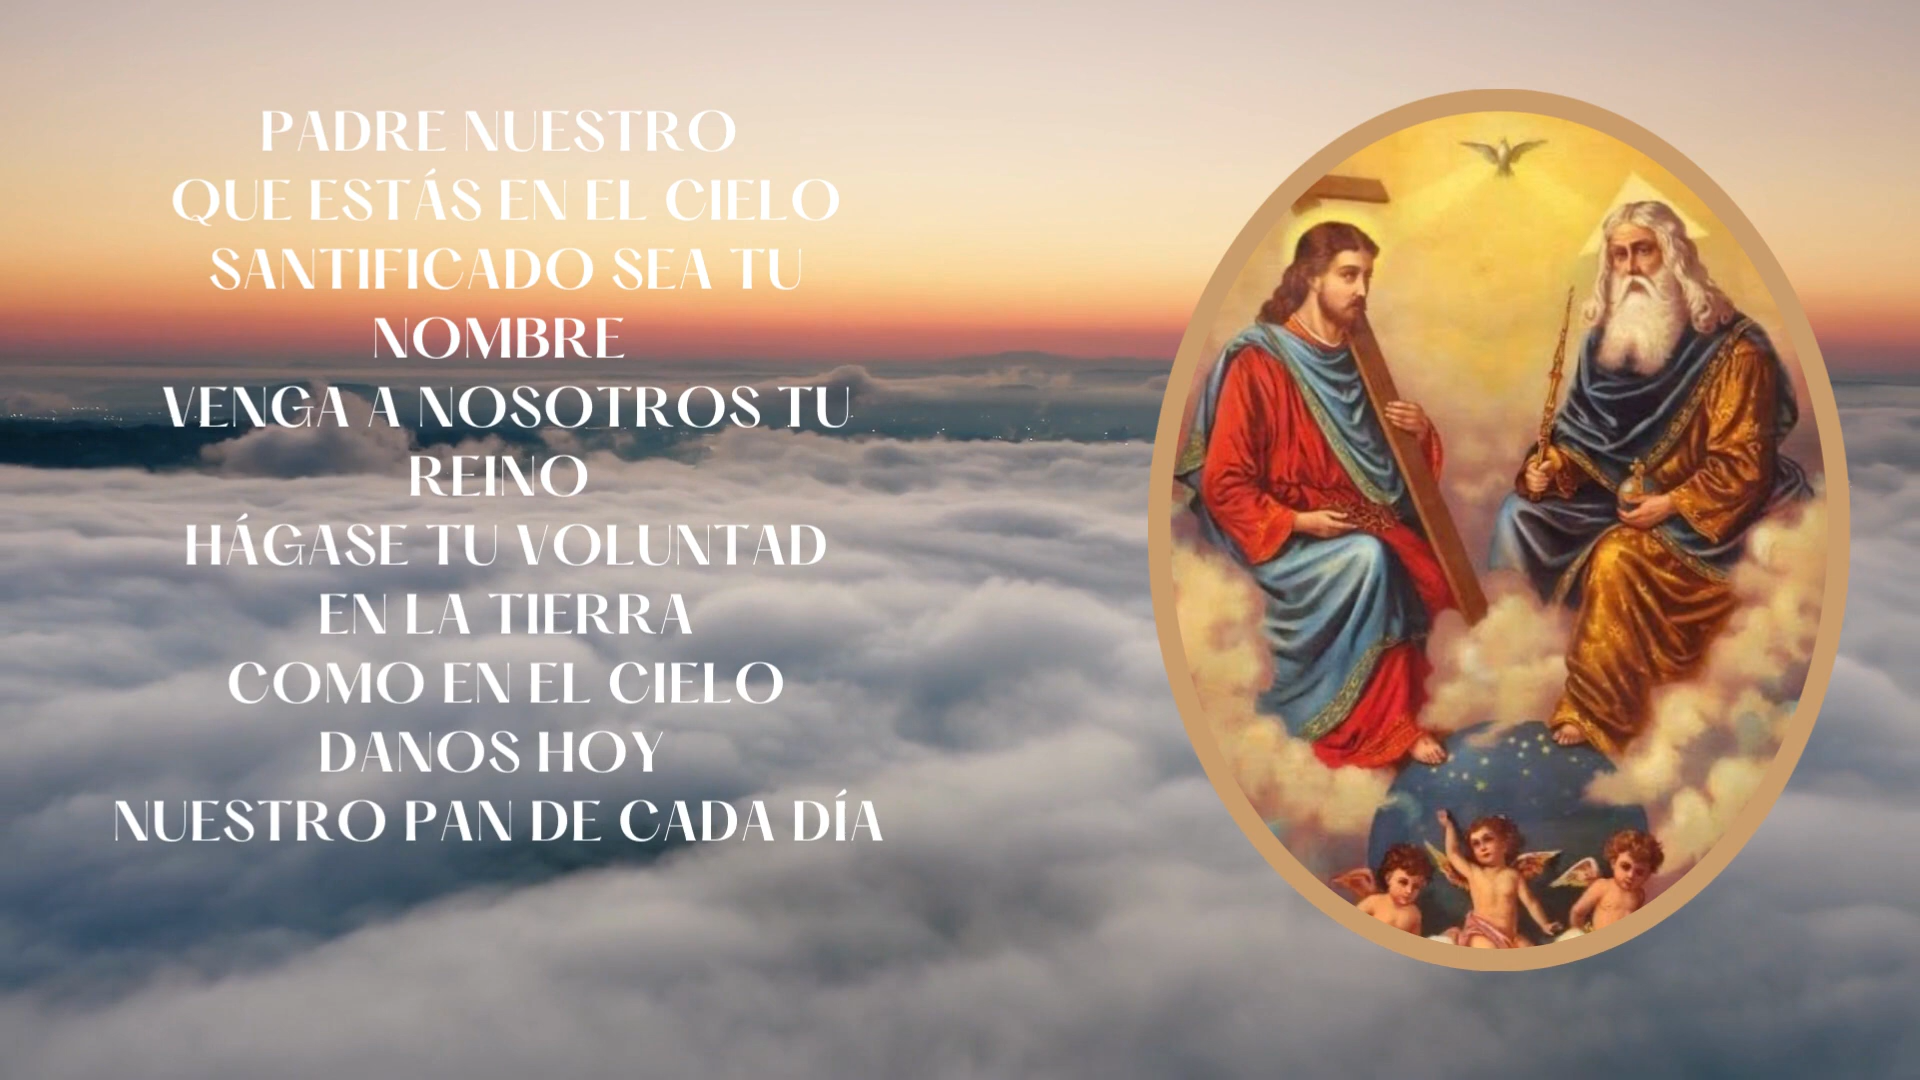 PADRE NUESTRO
QUE ESTÁS EN EL CIELO
SANTIFICADO SEA TU
NOMBRE
VENGA A NOSOTROS TU
REINO
HÁGASE TU VOLUNTAD
EN LA TIERRA
COMO EN EL CIELO
DANOS HOY
NUESTRO PAN DE CADA DÍA